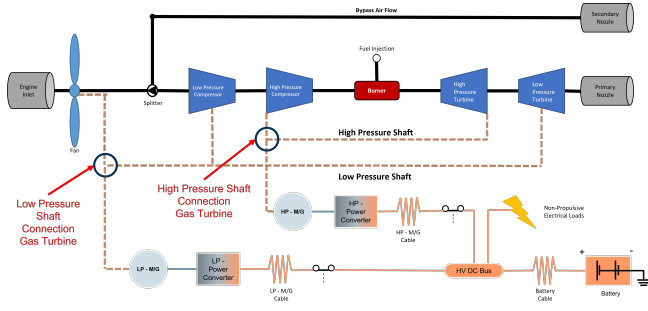 Bypass Air Flow
Secondary
Nozzle
Fuel Injection
Engine
Inlet
Fan
Splitter
Low Pressure
Compressor
High Pressure
Compressor
Burner
High
Pressure
Turbine
Low
Pressure
Turbine
Primary
Nozzle
High Pressure Shaft
Low Pressure Shaft
Low Pressure
Shaft
Connection
Gas Turbine
High Pressure Shaft
Connection
Gas Turbine
HP - M/G
HP -
Power
Converter
HP - M/G
Cable
Non-Propulsive
Electrical Loads
LP - M/G
LP -
Power
Converter
LP - M/G
Cable
HV DC Bus
Battery
Cable
+
-
Battery